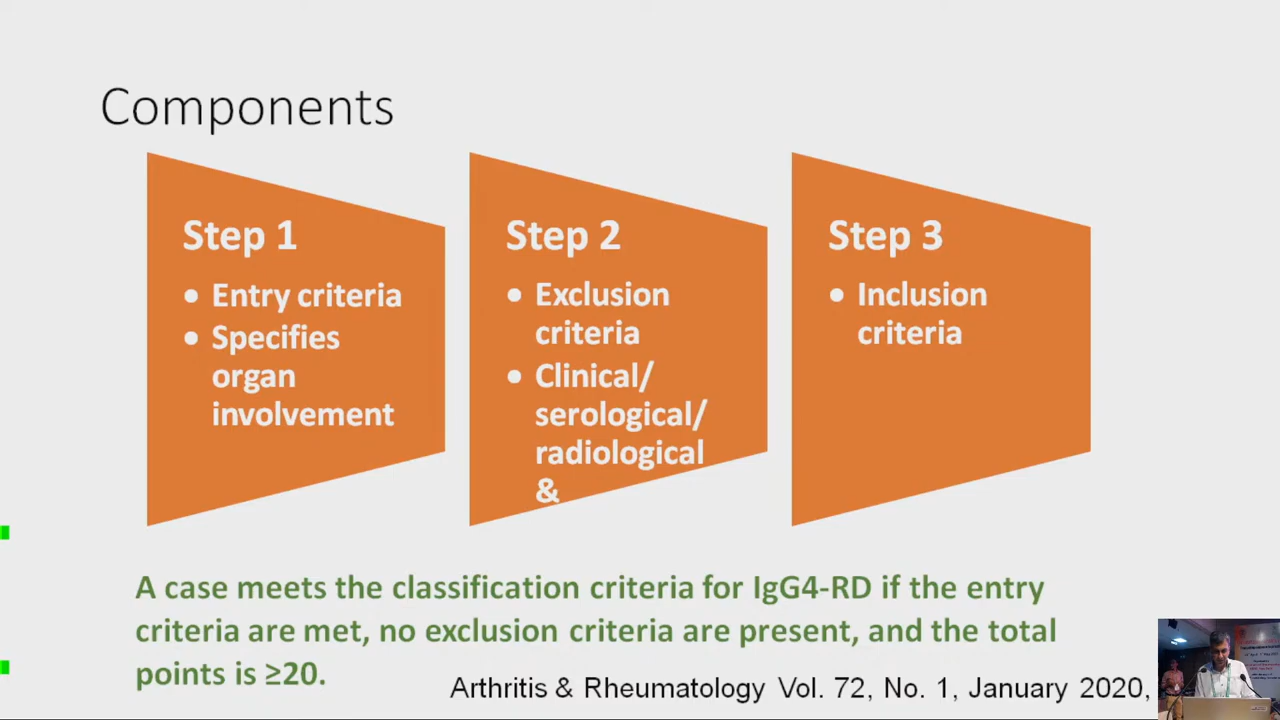 Components
Step 1
• Entry criteria
• Specifies
organ
involvement
Step 2
• Exclusion
criteria
• Clinical/
serological/
radiological
&
Step 3
• Inclusion
criteria
A case meets the classification criteria for IgG4-RD if the entry
criteria are met, no exclusion criteria are present, and the total
points is ≥20.
Arthritis & Rheumatology Vol. 72, No. 1, January 2020,